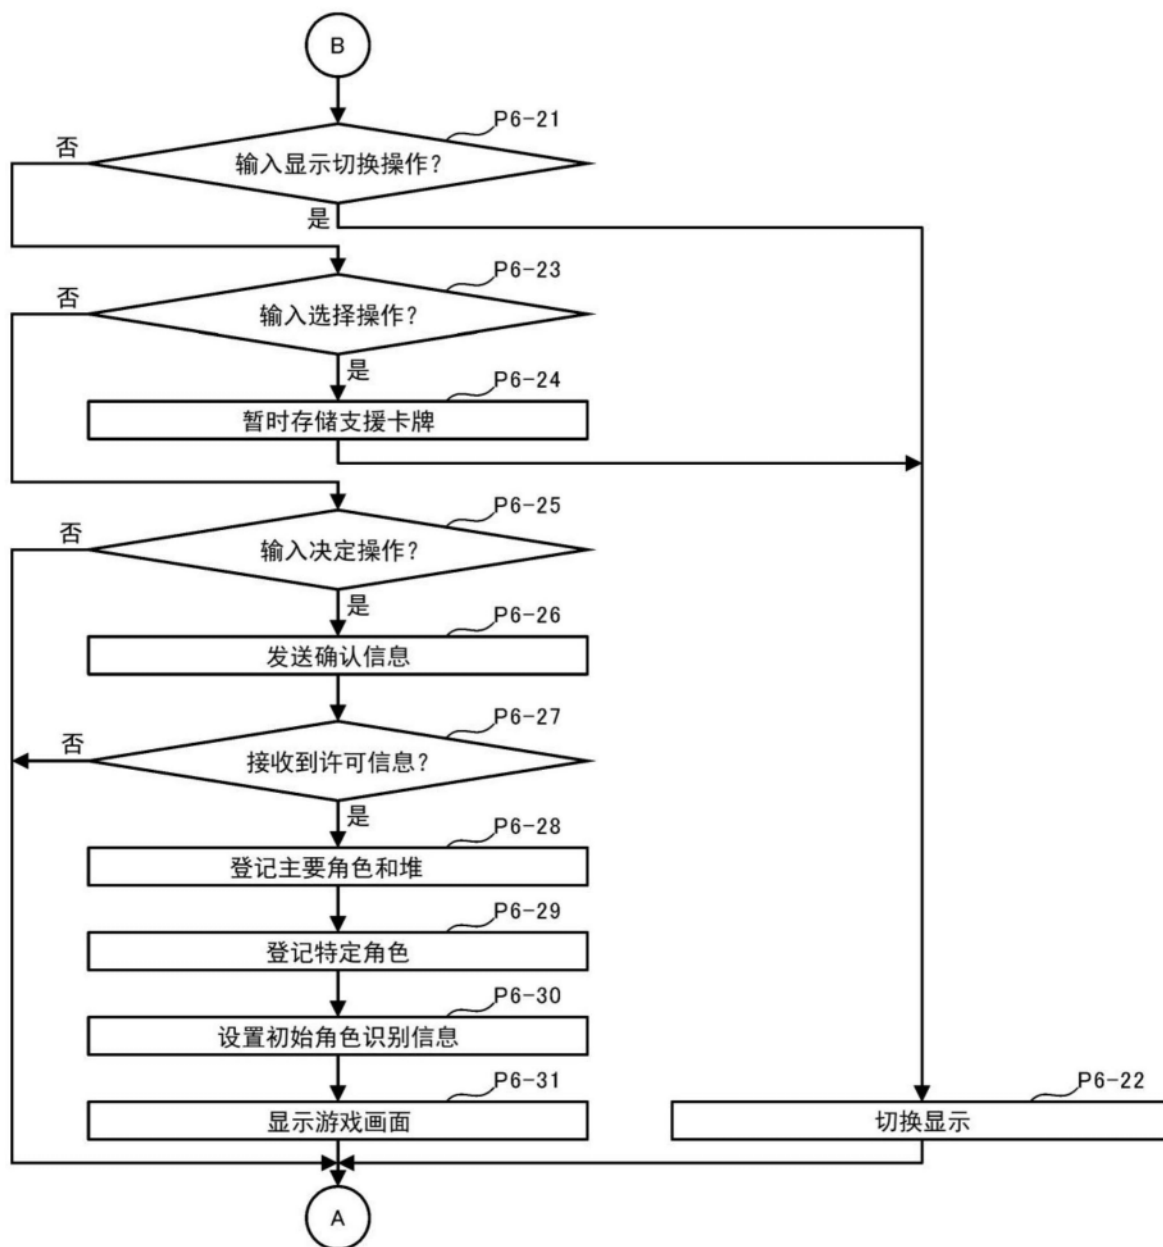 B
P6-21
否
输入显示切换操作?
是
P6-23
否
输入选择操作?
是
P6-24
暂时存储支援卡牌
P6-25
否
输入决定操作?
是
P6-26
发送确认信息
P6-27
否
接收到许可信息?
是
P6-28
登记主要角色和堆
P6-29
登记特定角色
P6-30
设置初始角色识别信息
P6-31
显示游戏画面
P6-22
切换显示
A